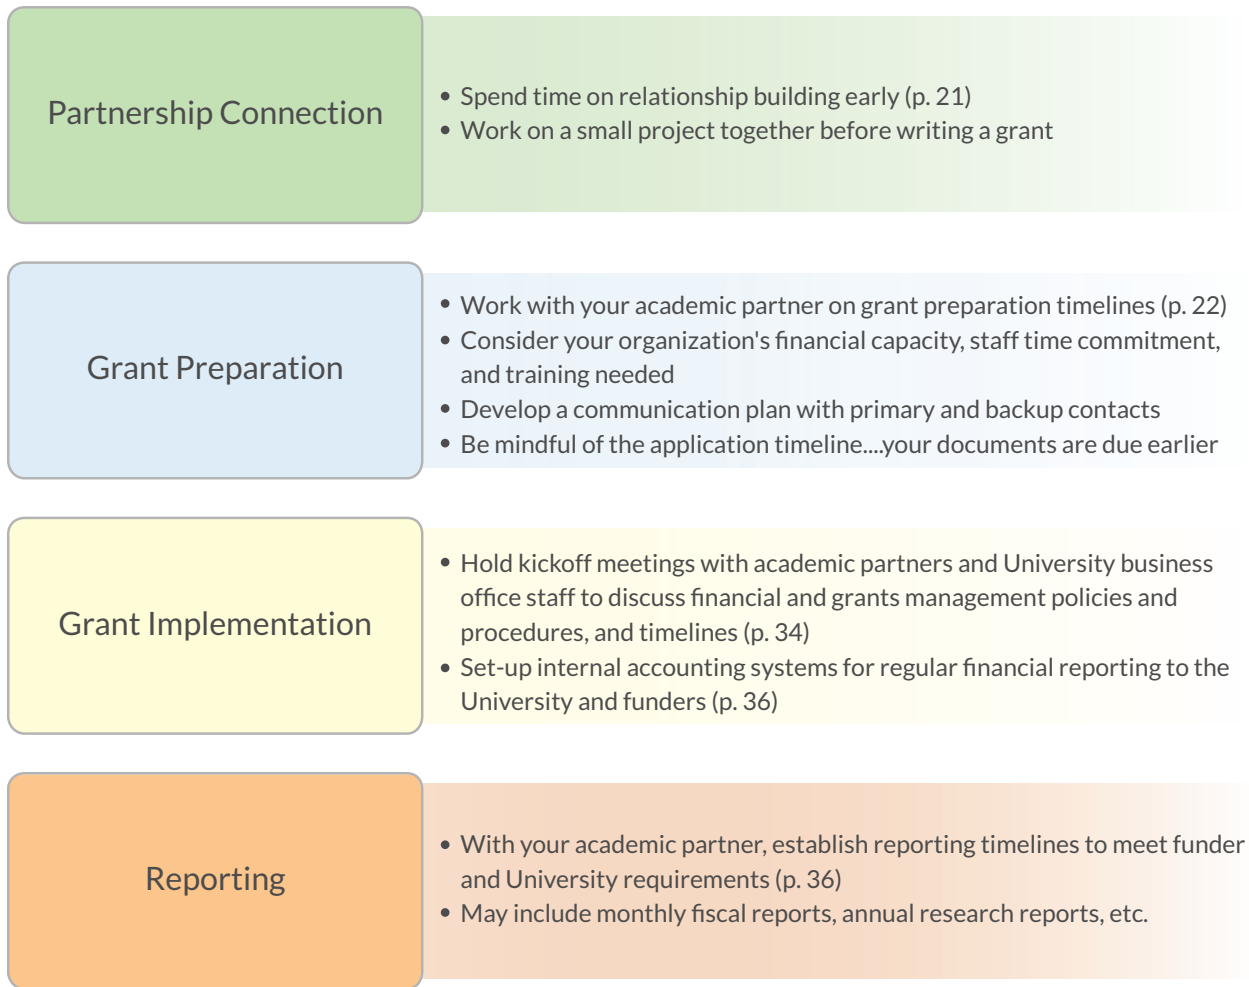 Partnership Connection
• Spend time on relationship building early (p. 21)
• Work on a small project together before writing a grant
Grant Preparation
• Work with your academic partner on grant preparation timelines (p. 22)
• Consider your organization's financial capacity, staff time commitment,
and training needed
• Develop a communication plan with primary and backup contacts
• Be mindful of the application timeline....your documents are due earlier
Grant Implementation
• Hold kickoff meetings with academic partners and University business
office staff to discuss financial and grants management policies and
procedures, and timelines (p. 34)
• Set-up internal accounting systems for regular financial reporting to the
University and funders (p. 36)
Reporting
• With your academic partner, establish reporting timelines to meet funder
and University requirements (p. 36)
• May include monthly fiscal reports, annual research reports, etc.